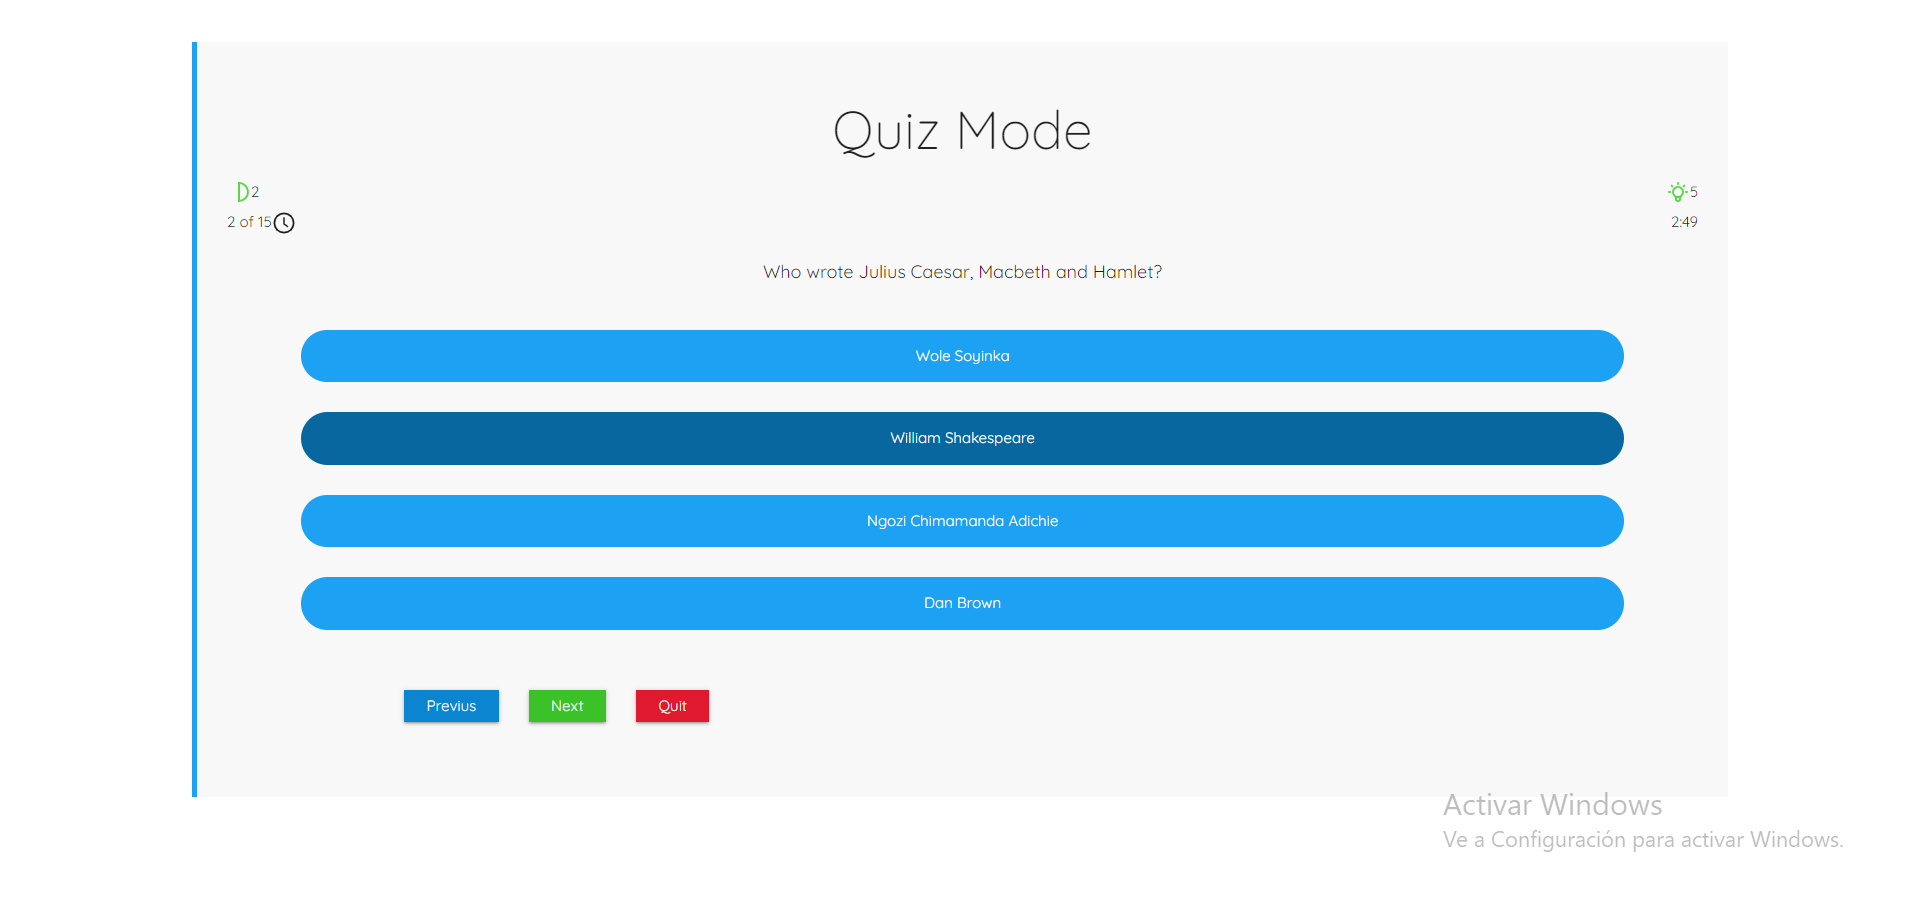 Quiz Mode
2
5
2 of 15
2:49
Who wrote Julius Caesar, Macbeth and Hamlet?
Wole Soyinka
William Shakespeare
Ngozi Chimamanda Adichie
Dan Brown
Previus
Next
Quit
Activar Windows
Ve a Configuración para activar Windows.